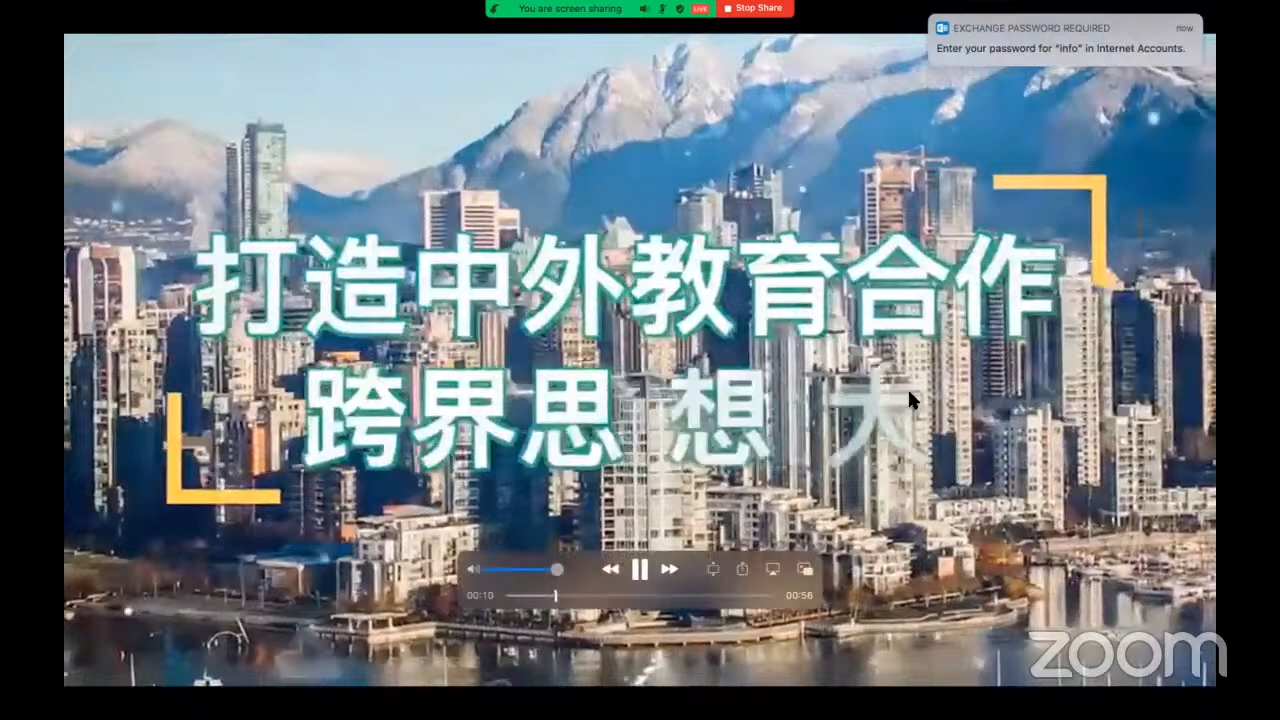 You are screen sharing
LIVE
Stop Share
EXCHANGE PASSWORD REQUIRED
now
Enter your password for "info" in Internet Accounts.
打造中外教育合作
跨界思想大
00:10
00:56
zoom